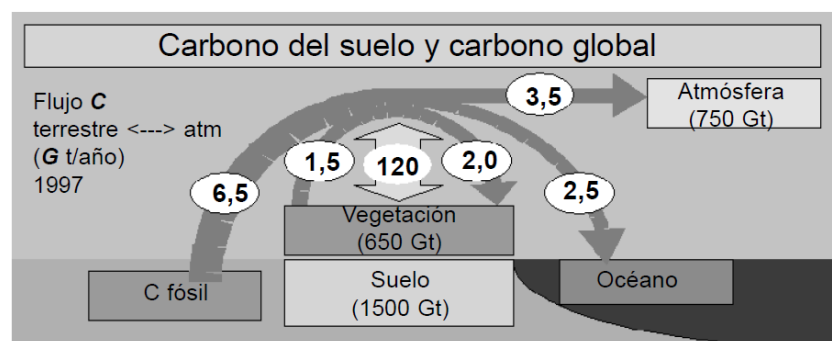 Carbono del suelo y carbono global
Flujo C
terrestre <---> atm
(G t/año)
1997
3,5
Atmósfera
(750 Gt)
6,5
1,5
120
2,0
2,5
Vegetación
(650 Gt)
C fósil
Suelo
(1500 Gt)
Océano